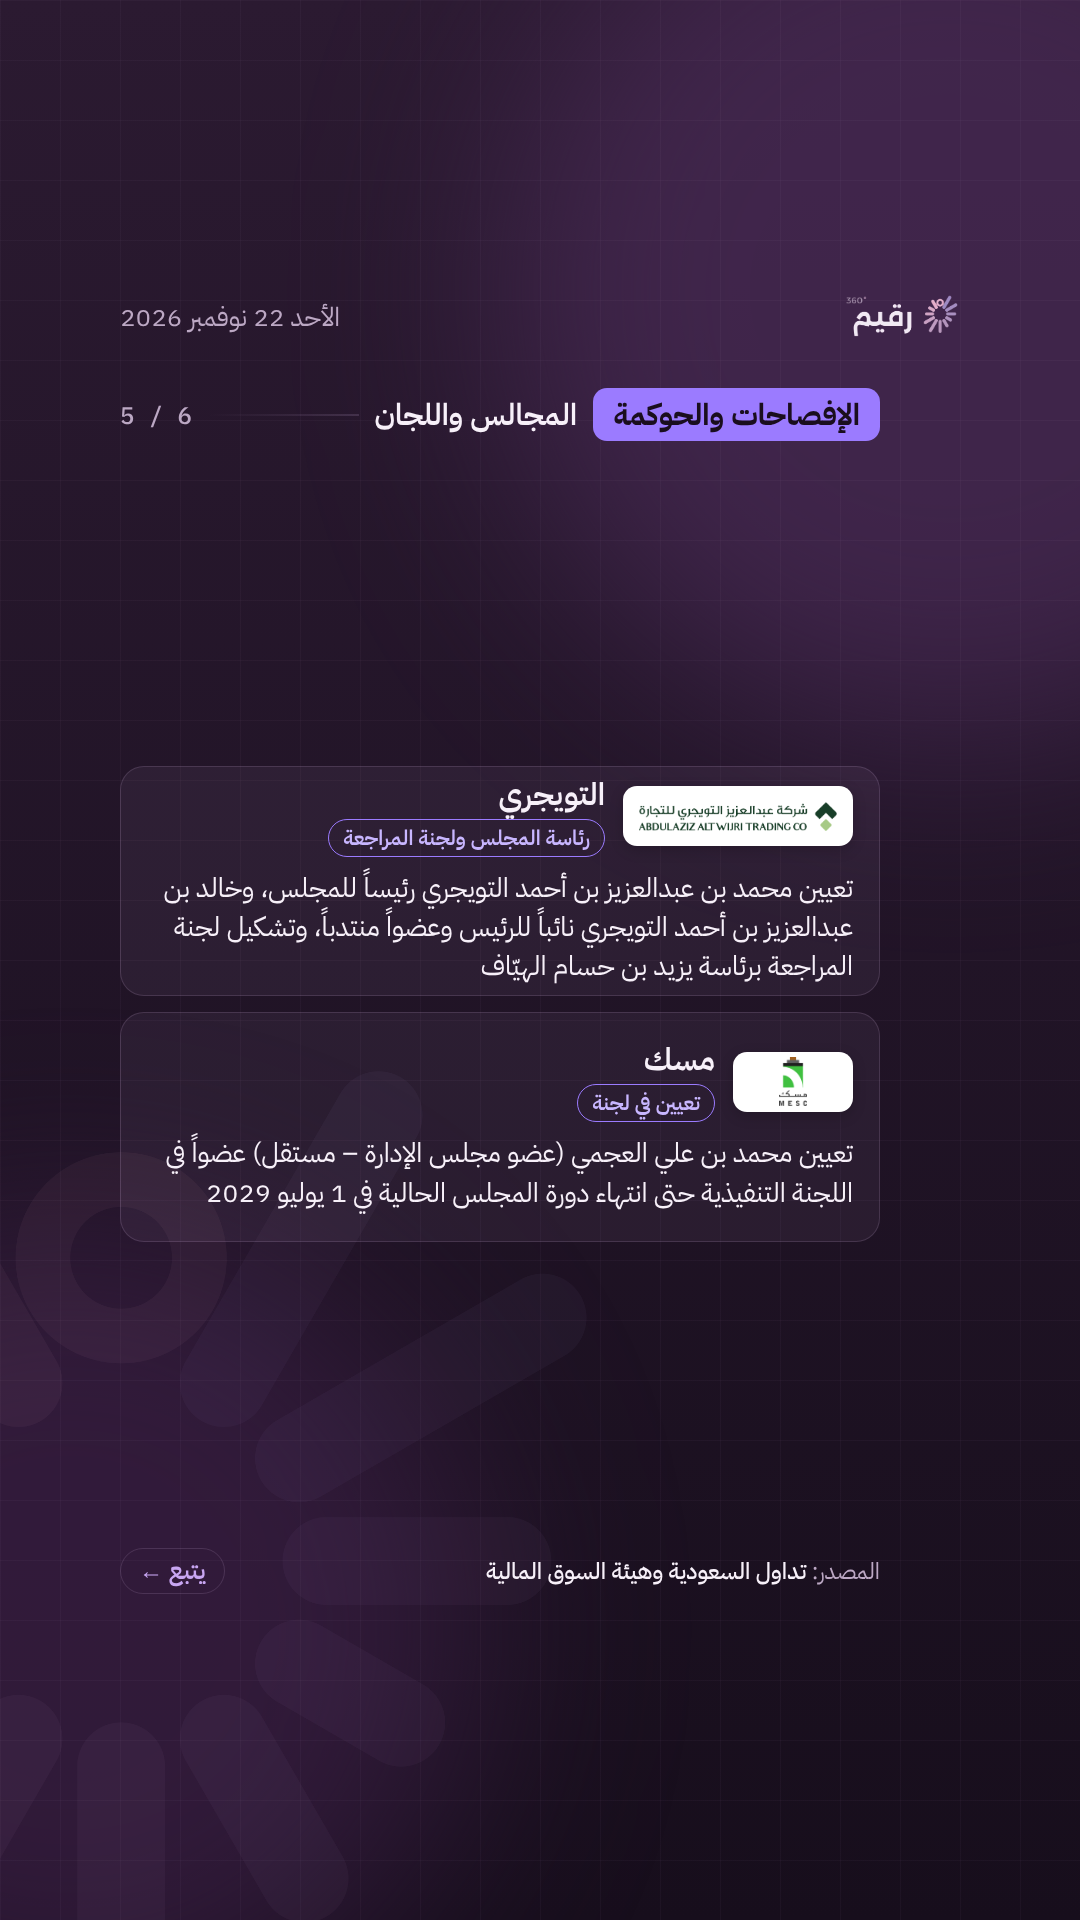 رقيم
360°
الأحد 22 نوفمبر 2026
الإفصاحات والحوكمة
المجالس واللجان
5 / 6
شركة عبدالعزيز التويجري للتجارة
ABDULAZIZ ALTWIJRI TRADING CO
التويجري
رئاسة المجلس ولجنة المراجعة
تعيين محمد بن عبدالعزيز بن أحمد التويجري رئيساً للمجلس، وخالد بن
عبدالعزيز بن أحمد التويجري نائباً للرئيس وعضواً منتدباً، وتشكيل لجنة
المراجعة برئاسة يزيد بن حسام الهيّاف
مسك
MESC
مسك
تعيين في لجنة
تعيين محمد بن علي العجمي (عضو مجلس الإدارة – مستقل) عضواً في
اللجنة التنفيذية حتى انتهاء دورة المجلس الحالية في 1 يوليو 2029
المصدر: تداول السعودية وهيئة السوق المالية
يتبع ←